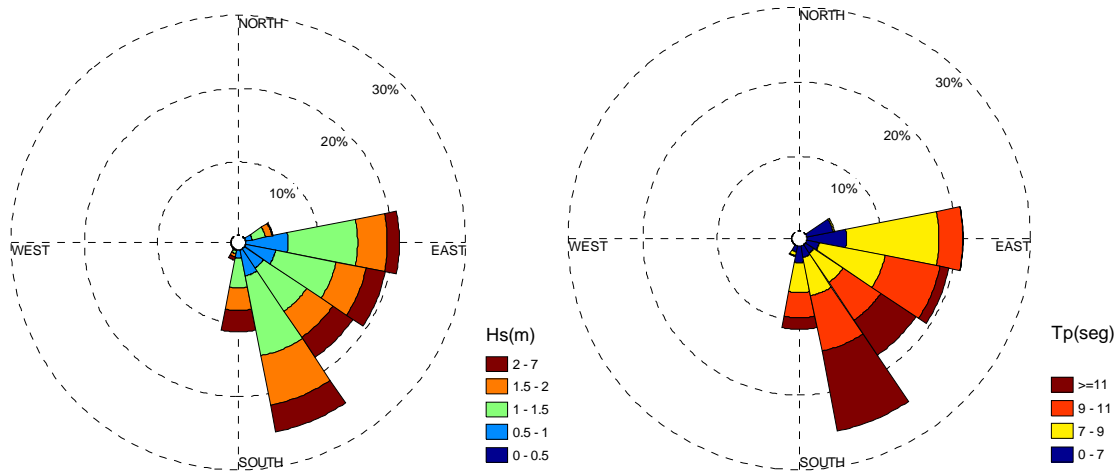 NORTH
30%
20%
10%
WEST
EAST
SOUTH
Hs(m)
2 - 7
1.5 - 2
1 - 1.5
0.5 - 1
0 - 0.5
NORTH
30%
20%
10%
WEST
EAST
SOUTH
Tp(seg)
>=11
9 - 11
7 - 9
0 - 7